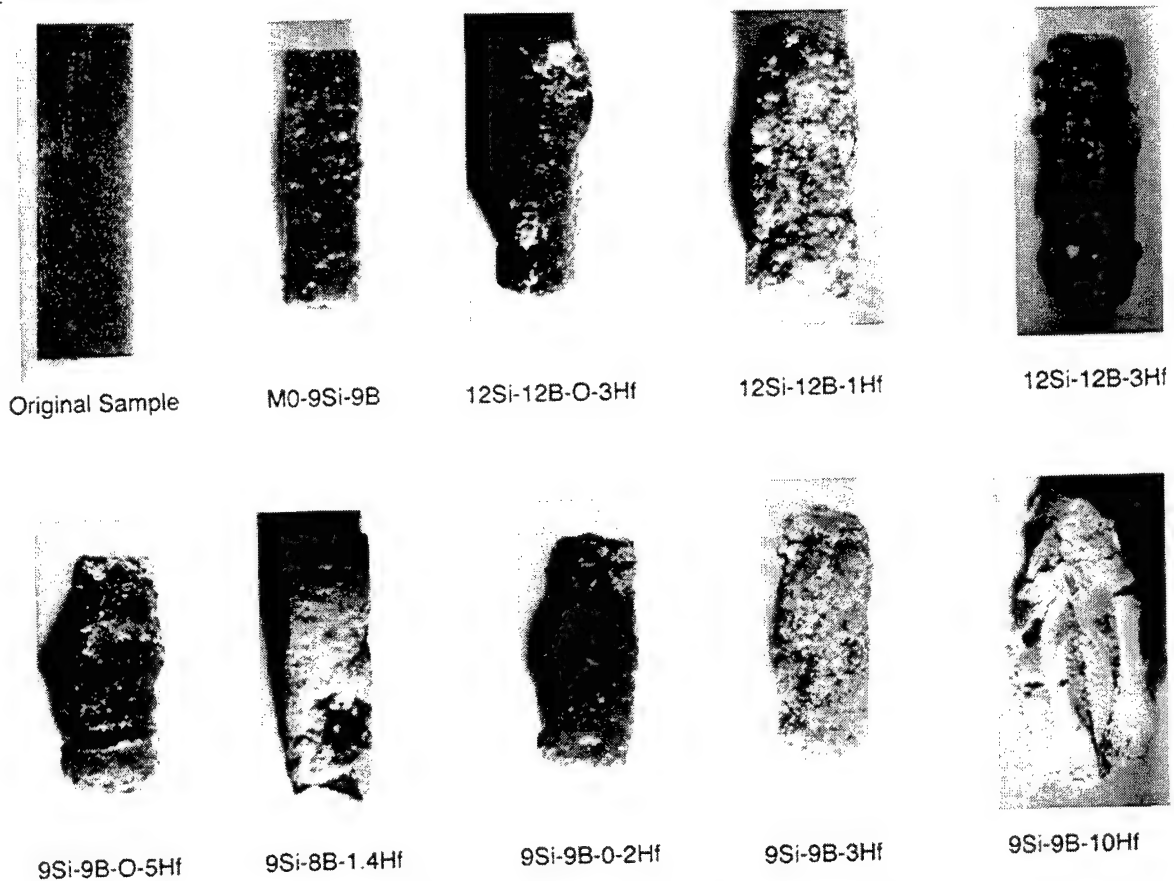 Original Sample
M0-9Si-9B
12Si-12B-O-3Hf
12Si-12B-1Hf
12Si-12B-3Hf
9Si-9B-O-5Hf
9Si-8B-1.4Hf
9Si-9B-0-2Hf
9Si-9B-3Hf
9Si-9B-10Hf